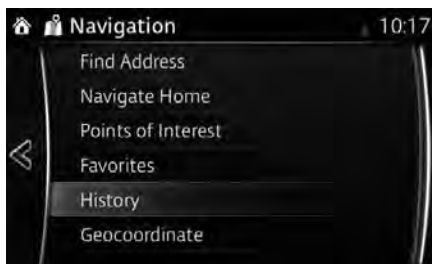 Navigation 10:17
Find Address
Navigate Home
Points of Interest
Favorites
History
Geocoordinate